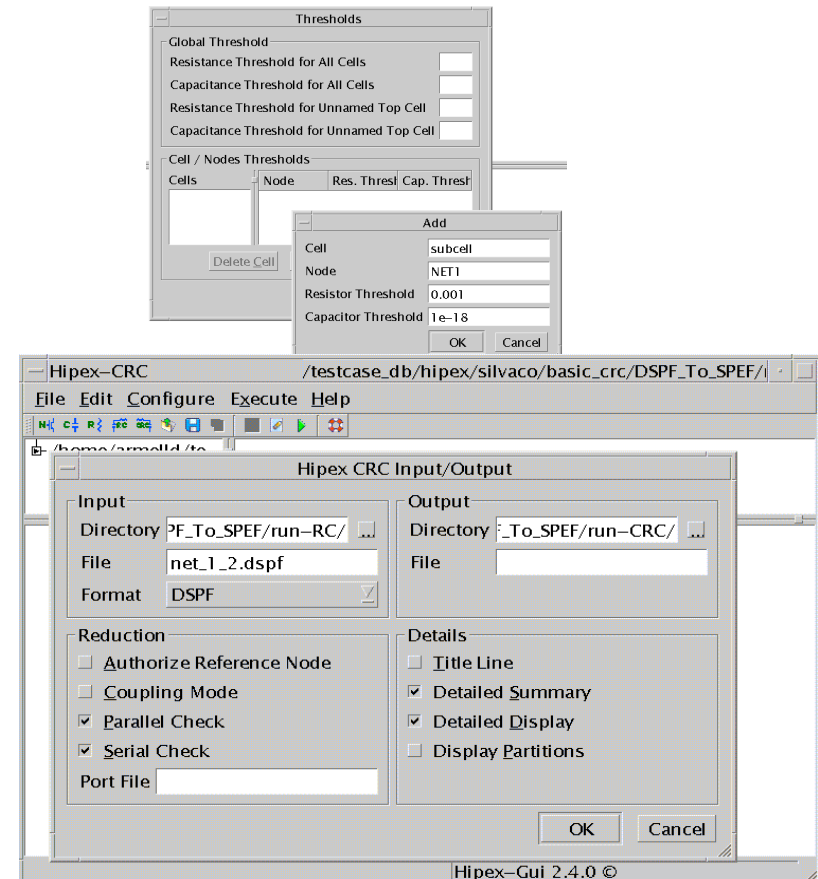 Thresholds
Global Threshold
Resistance Threshold for All Cells
Capacitance Threshold for All Cells
Resistance Threshold for Unnamed Top Cell
Capacitance Threshold for Unnamed Top Cell
Cell / Nodes Thresholds
Cells Node Res. Thresh Cap. Thresh
Delete Cell
Add
Cell subcell
Node NET1
Resistor Threshold 0.001
Capacitor Threshold 1e-18
OK Cancel
Hipex-CRC /testcase_db/hipex/silvaco/basic_crc/DSPF_To_SPEF/
File Edit Configure Execute Help
/home/armelld/te
Hipex CRC Input/Output
Input Output
Directory PF_To_SPEF/run-RC/ ... Directory F_To_SPEF/run-CRC/ ...
File net_1_2.dspf File
Format DSPF
Reduction Details
Authorize Reference Node Title Line
Coupling Mode Detailed Summary
Parallel Check Detailed Display
Serial Check Display Partitions
Port File
OK Cancel
Hipex-Gui 2.4.0 ©